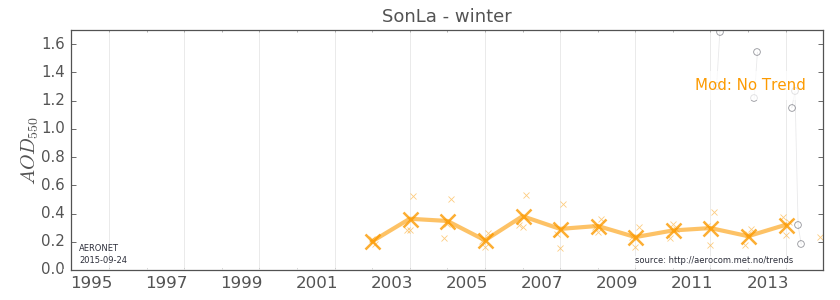 SonLa - winter
1.6
1.4
1.2
1.0
0.8
0.6
0.4
0.2
0.0
AOD550
Mod: No Trend
AERONET
2015-09-24
source: http://aerocom.met.no/trends
1995 1997 1999 2001 2003 2005 2007 2009 2011 2013